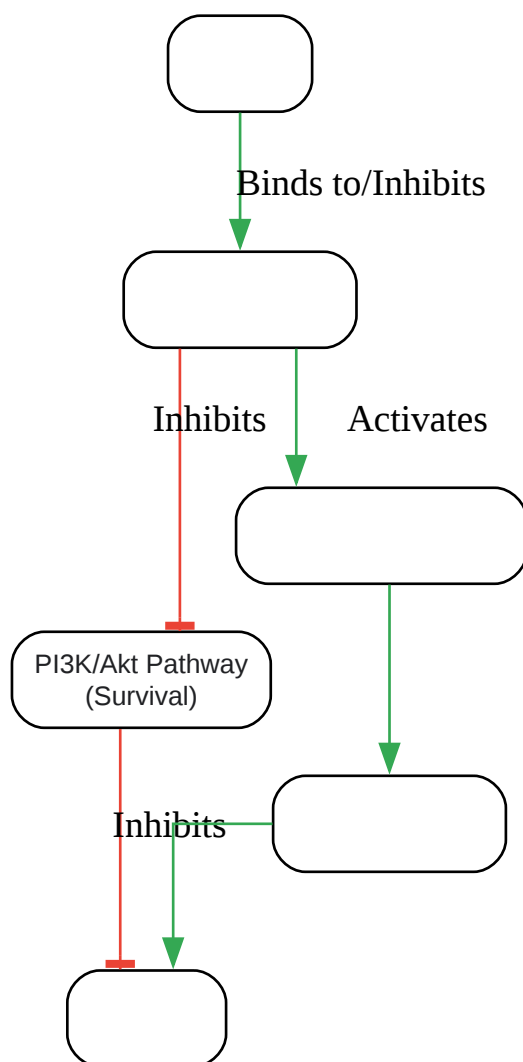 Binds to/Inhibits
Inhibits
Activates
PI3K/Akt Pathway
(Survival)
Inhibits